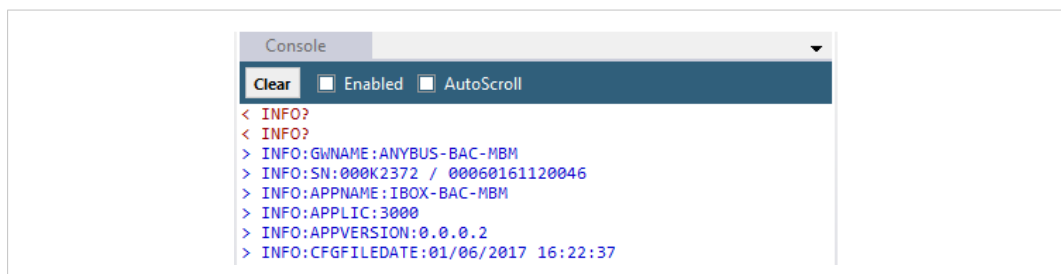 Console
Clear Enabled AutoScroll
< INFO?
< INFO?
> INFO:GWNAME:ANYBUS-BAC-MBM
> INFO:SN:000K2372 / 00060161120046
> INFO:APPNAME:IBOX-BAC-MBM
> INFO:APPLIC:3000
> INFO:APPVERSION:0.0.0.2
> INFO:CFGFILEDATE:01/06/2017 16:22:37